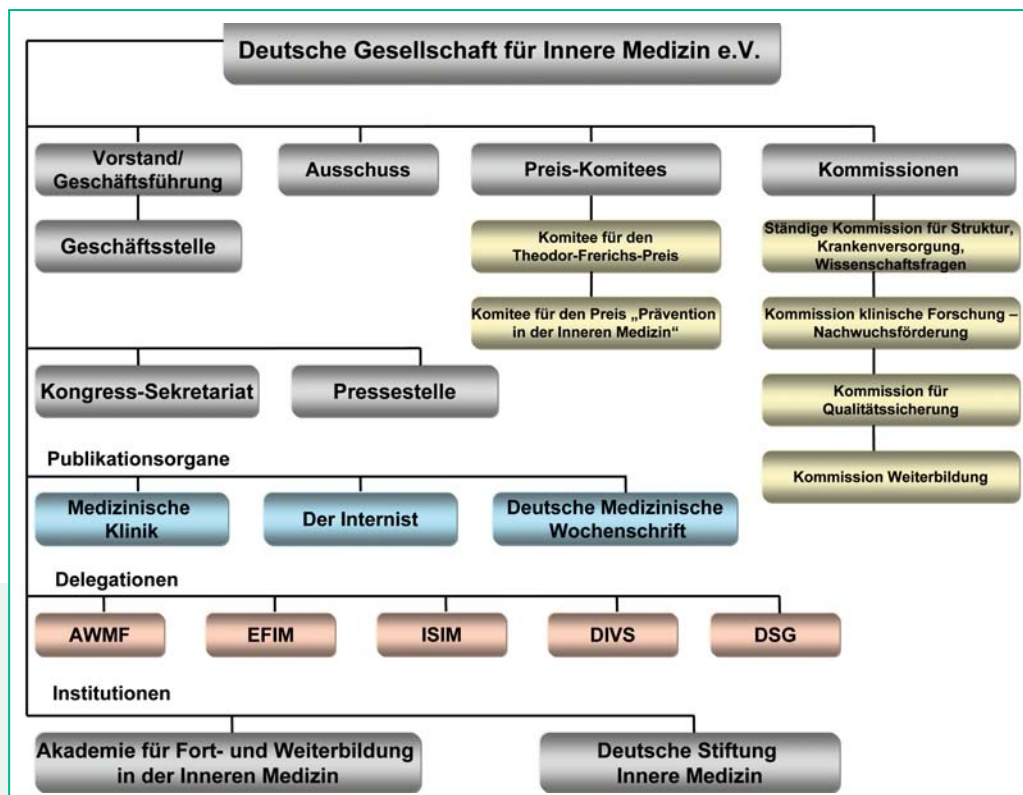 Deutsche Gesellschaft für Innere Medizin e.V.
Vorstand/
Geschäftsführung
Ausschuss
Preis-Komitees
Kommissionen
Geschäftsstelle
Komitee für den
Theodor-Frerichs-Preis
Ständige Kommission für Struktur,
Krankenversorgung,
Wissenschaftsfragen
Komitee für den Preis „Prävention
in der Inneren Medizin“
Kommission klinische Forschung –
Nachwuchsförderung
Kongress-Sekretariat
Pressestelle
Kommission für
Qualitätssicherung
Kommission Weiterbildung
Publikationsorgane
Medizinische
Klinik
Der Internist
Deutsche Medizinische
Wochenschrift
Delegationen
AWMF
EFIM
ISIM
DIVS
DSG
Institutionen
Akademie für Fort- und Weiterbildung
in der Inneren Medizin
Deutsche Stiftung
Innere Medizin